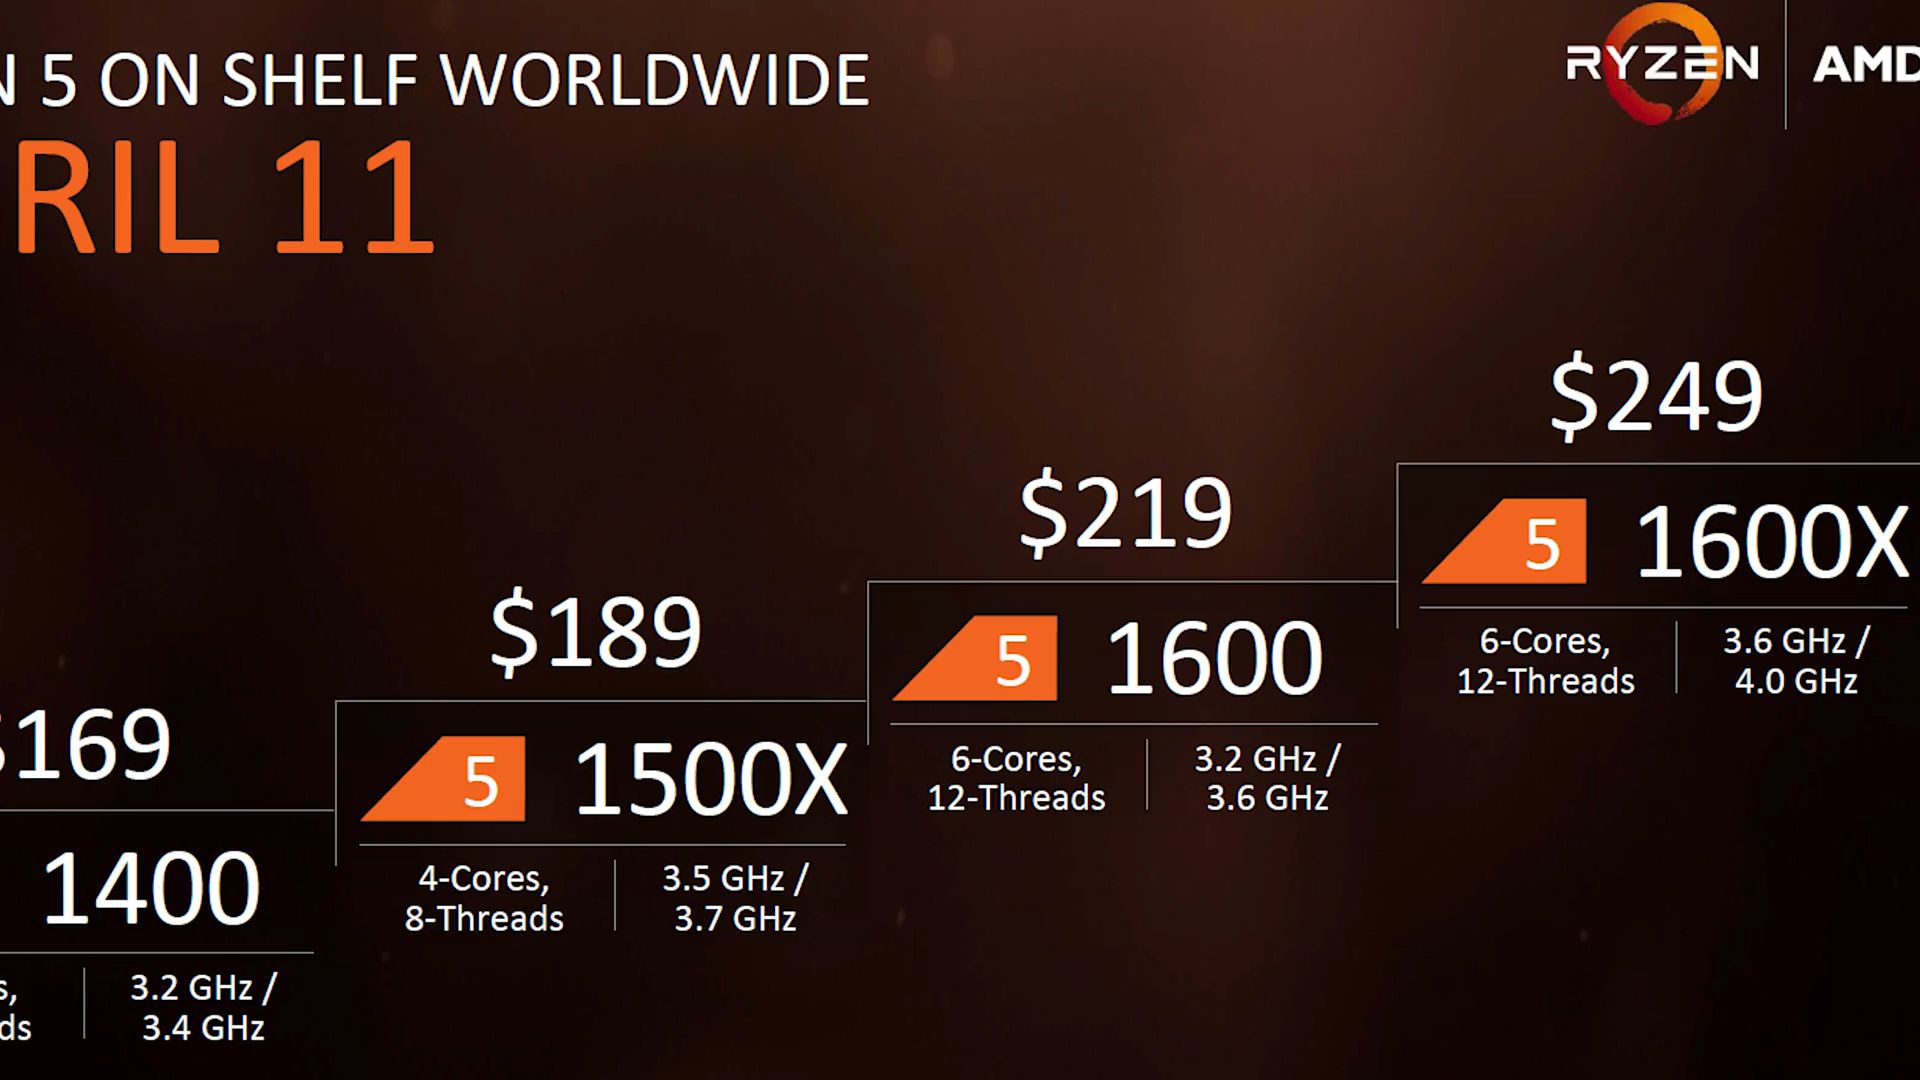 N 5 ON SHELF WORLDWIDE
RIL 11
RYZEN
AMD
$249
5 1600X
6-Cores,
12-Threads
3.6 GHz /
4.0 GHz
$219
5 1600
6-Cores,
12-Threads
3.2 GHz /
3.6 GHz
$189
5 1500X
4-Cores,
8-Threads
3.5 GHz /
3.7 GHz
$169
1400
s,
ds
3.2 GHz /
3.4 GHz